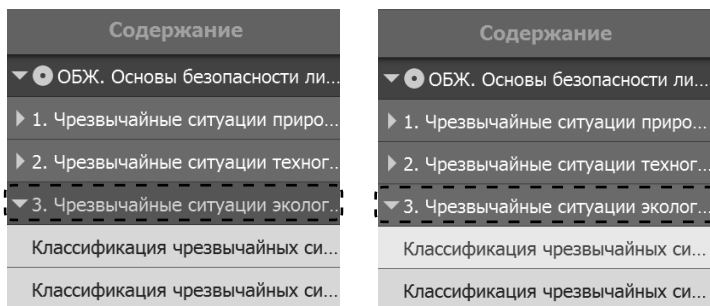 Содержание
ОБЖ. Основы безопасности ли...
1. Чрезвычайные ситуации приро...
2. Чрезвычайные ситуации техног...
3. Чрезвычайные ситуации эколог...
Классификация чрезвычайных си...
Классификация чрезвычайных си...
Содержание
ОБЖ. Основы безопасности ли...
1. Чрезвычайные ситуации приро...
2. Чрезвычайные ситуации техног...
3. Чрезвычайные ситуации эколог...
Классификация чрезвычайных си...
Классификация чрезвычайных си...